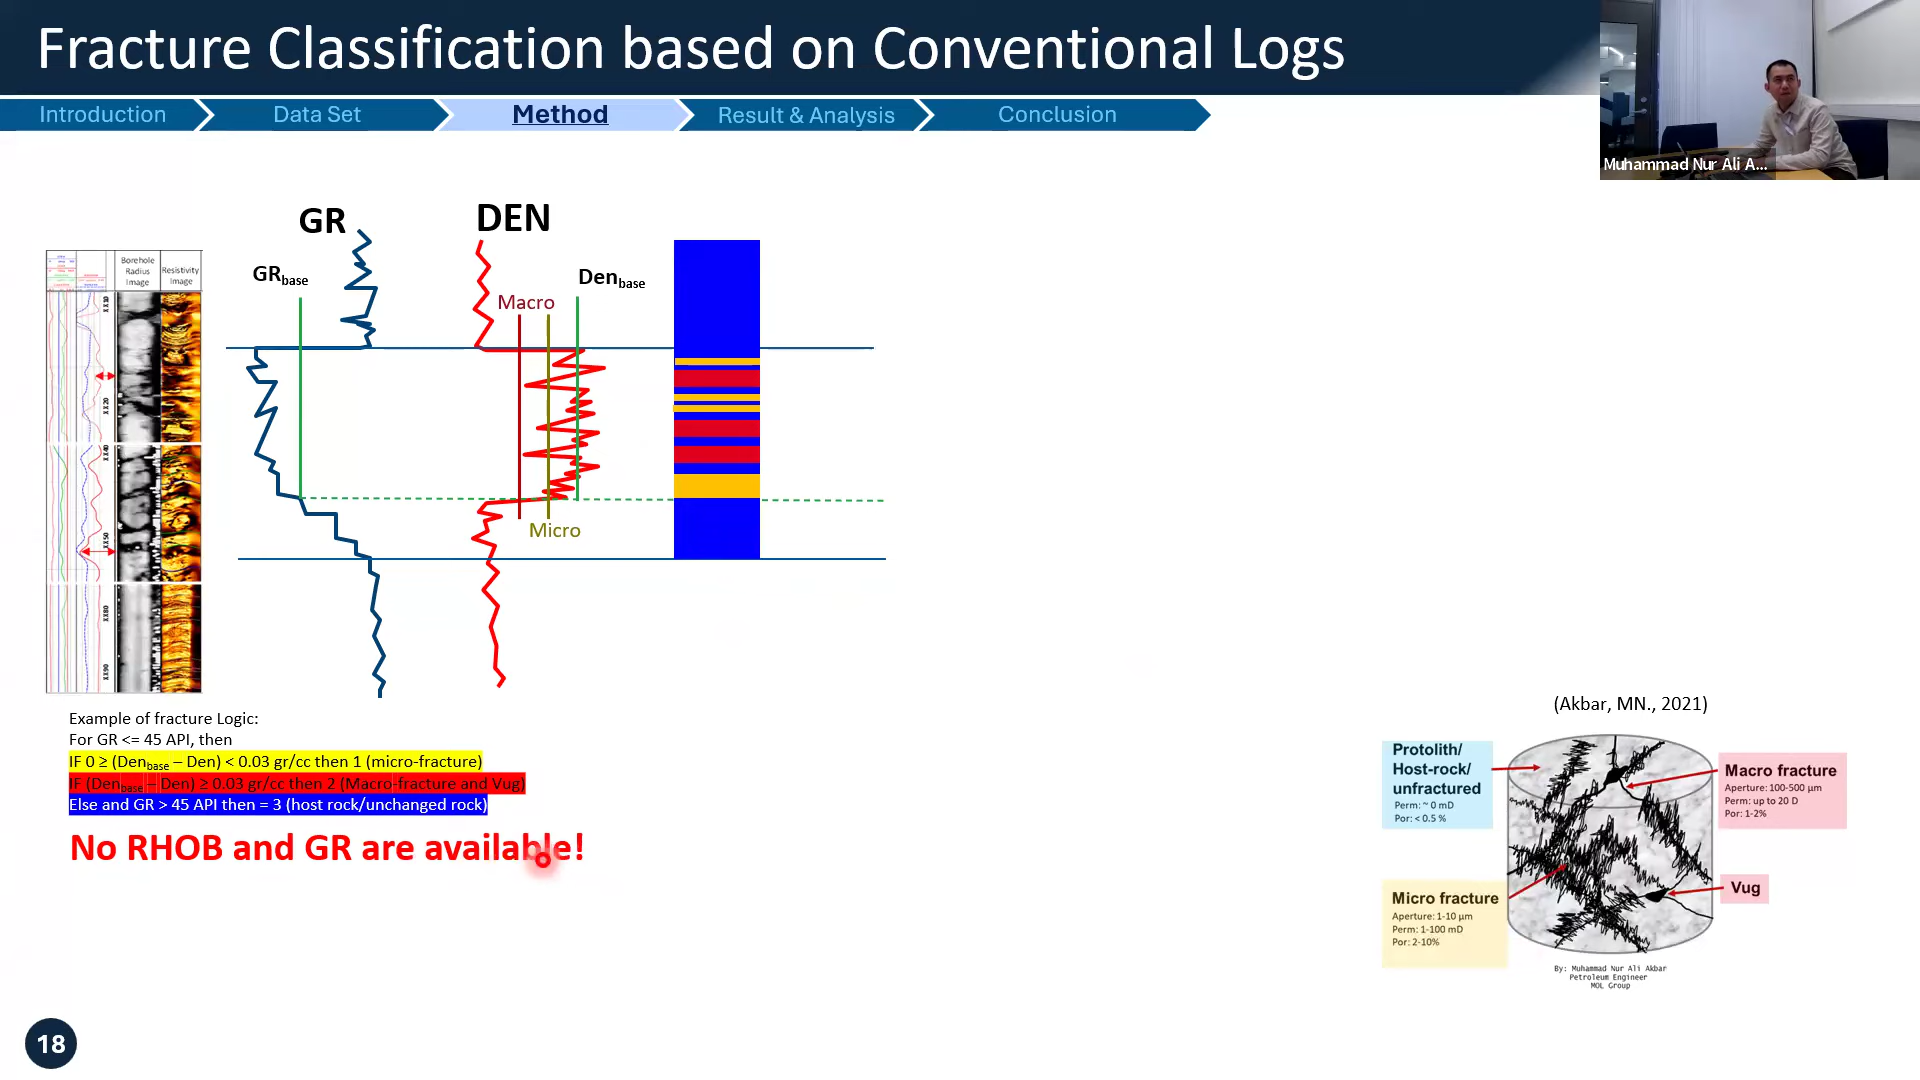 Fracture Classification based on Conventional Logs
Introduction
Data Set
Method
Result & Analysis
Conclusion
Muhammad Nur Ali A...
GR
DEN
GRbase
Denbase
Macro
Micro
Borehole Radius Image
Resistivity Image
XX10
XX20
XX40
XX50
XX80
XX90
Example of fracture Logic:
For GR <= 45 API, then
IF 0 ≥ (Denbase – Den) < 0.03 gr/cc then 1 (micro-fracture)
IF (Denbase – Den) ≥ 0.03 gr/cc then 2 (Macro-fracture and Vug)
Else and GR > 45 API then = 3 (host rock/unchanged rock)
No RHOB and GR are available!
(Akbar, MN., 2021)
Protolith/
Host-rock/
unfractured
Perm: ~ 0 mD
Por: < 0.5 %
Macro fracture
Aperture: 100-500 µm
Perm: up to 20 D
Por: 1-2%
Micro fracture
Aperture: 1-10 µm
Perm: 1-100 mD
Por: 2-10%
Vug
By: Muhammad Nur Ali Akbar
Petroleum Engineer
MOL Group
18